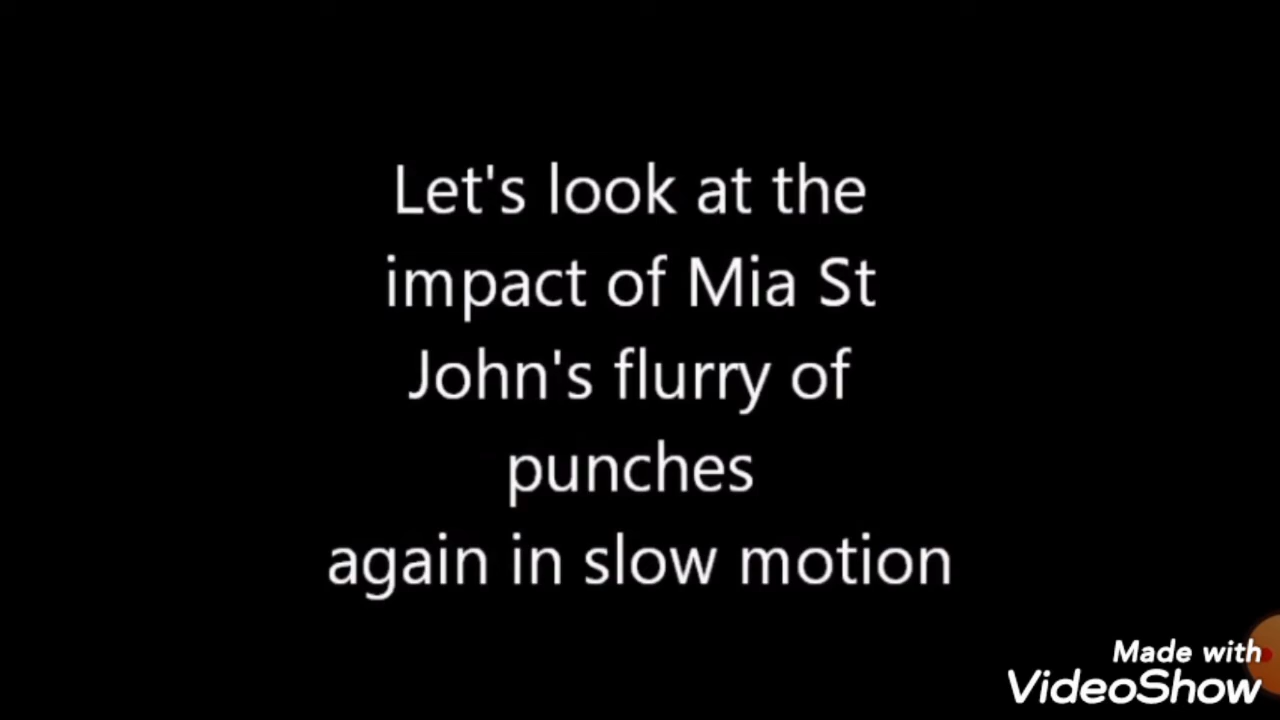 Let's look at the
impact of Mia St
John's flurry of
punches
again in slow motion
Made with
VideoShow